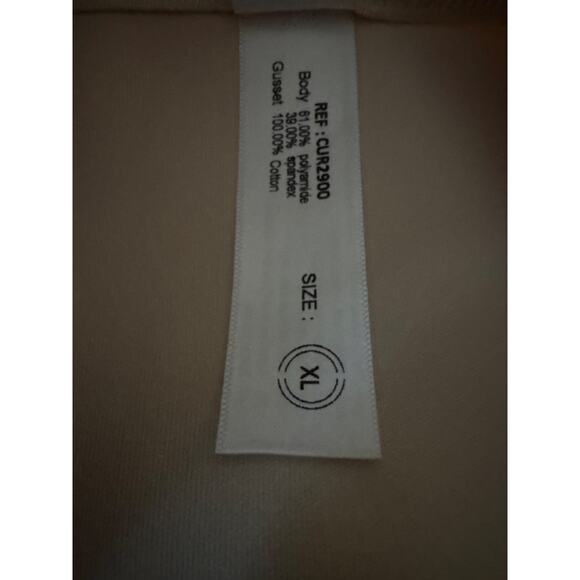 REF : CUR2900
Body 61.00% polyamide
39.00% spandex
Gusset 100.00% Cotton
SIZE :
XL